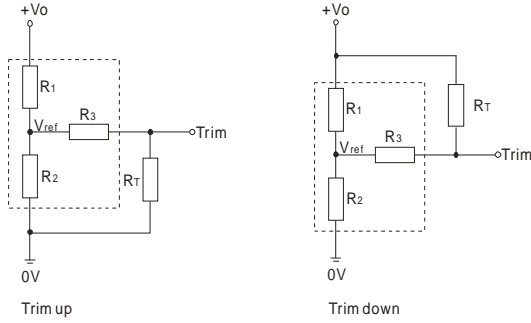 +Vo
R1
Vref
R3
Trim
R2
RT
0V
Trim up
+Vo
R1
RT
Vref
R3
Trim
R2
0V
Trim down